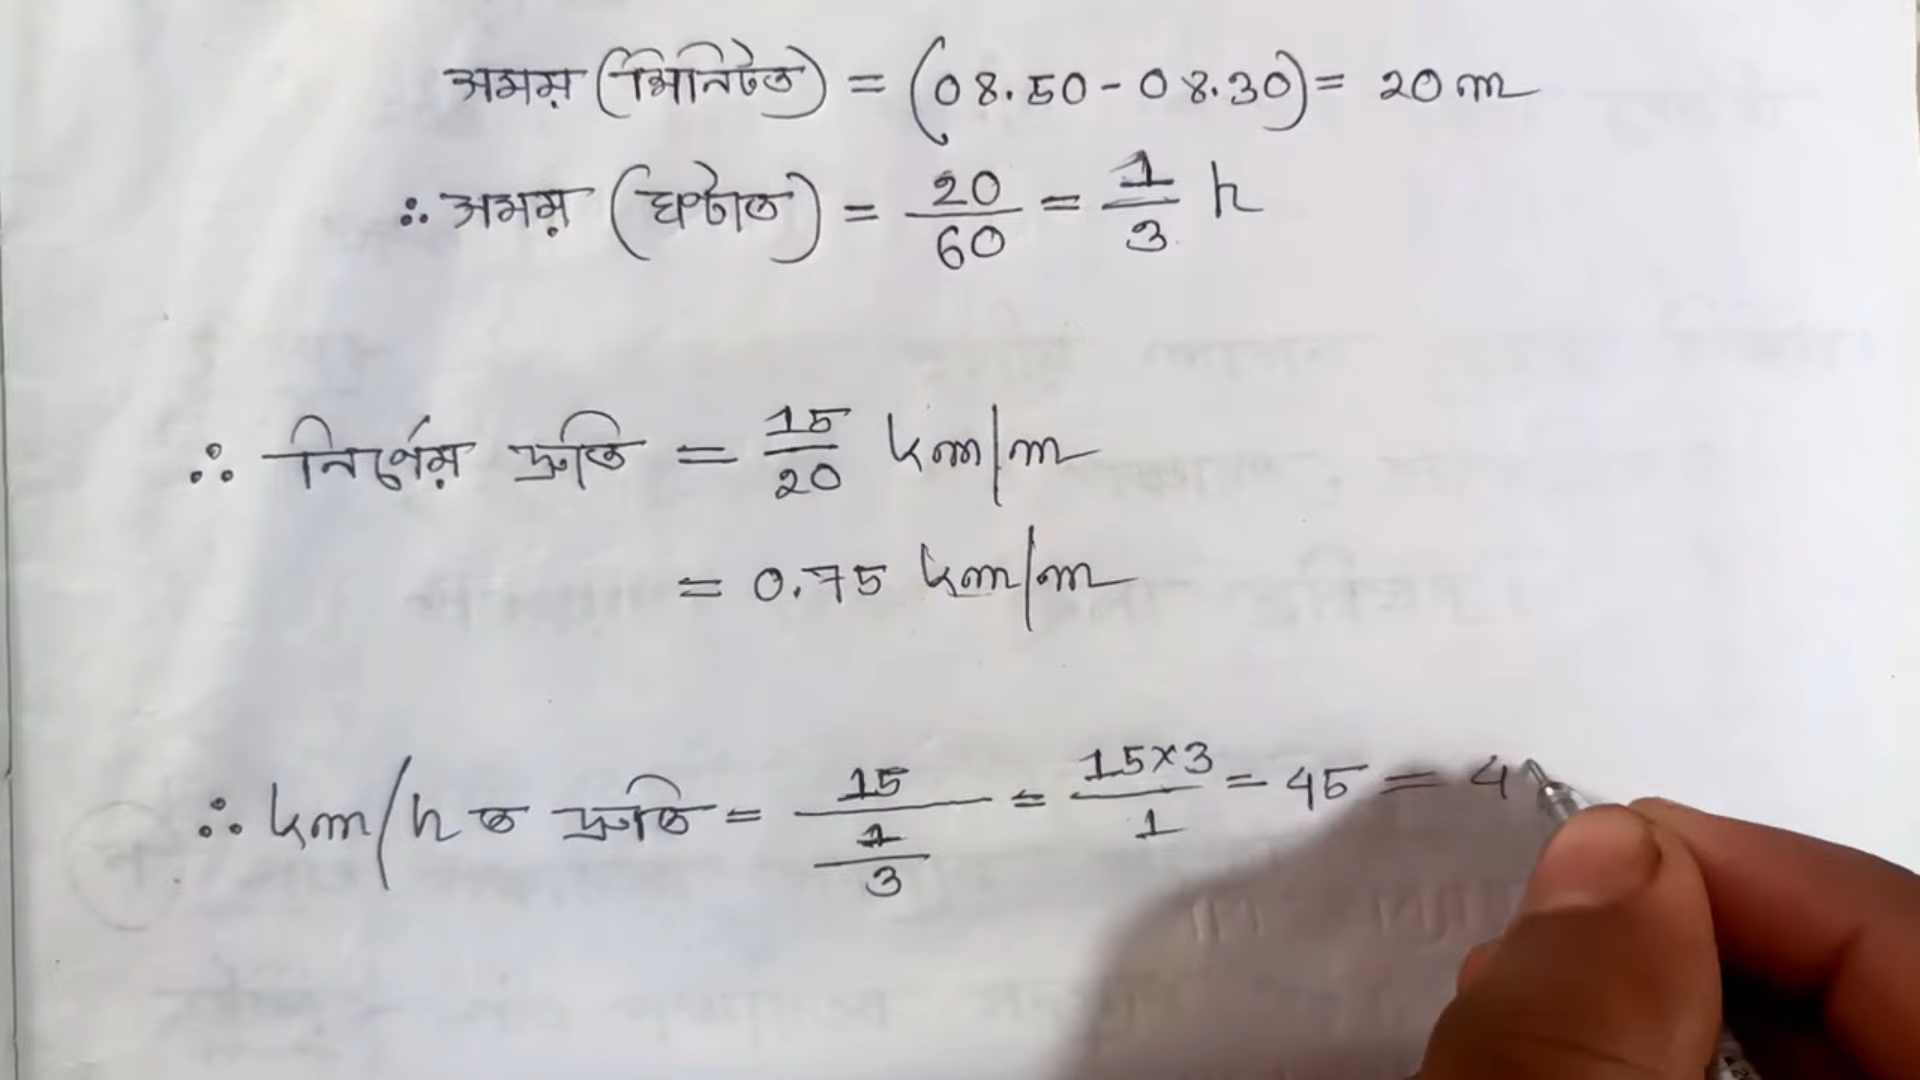 সময় (মিনিটত) = (08.50 - 08.30) = 20 m
∴ সময় (ঘণ্টাত) = 20/60 = 1/3 h
∴ নিৰ্ণেয় দ্ৰুতি = 15/20 km/m
= 0.75 km/m
∴ km/h ত দ্ৰুতি = 15/(1/3) = 15×3/1 = 45 = 4